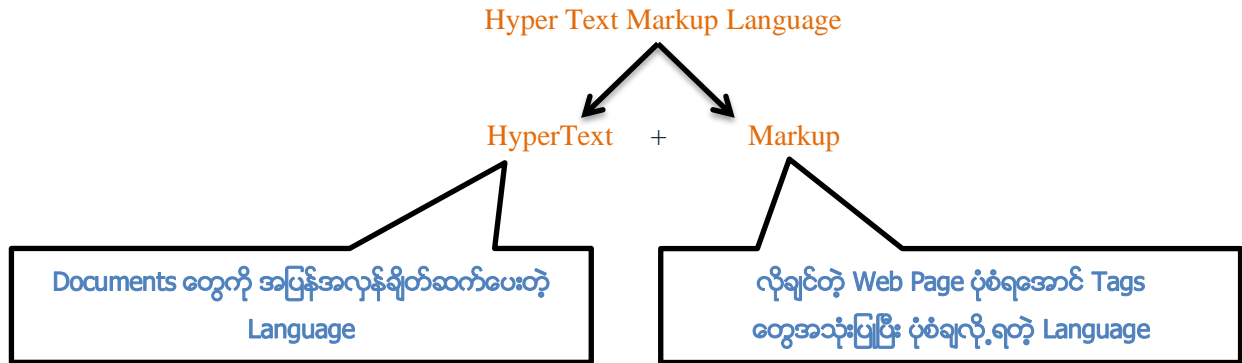 Hyper Text Markup Language
HyperText + Markup
Documents တွေကို အပြန်အလှန်ချိတ်ဆက်ပေးတဲ့
Language
လိုချင်တဲ့ Web Page ပုံစံရအောင် Tags
တွေအသုံးပြုပြီး ပုံစံချလို့ရတဲ့ Language